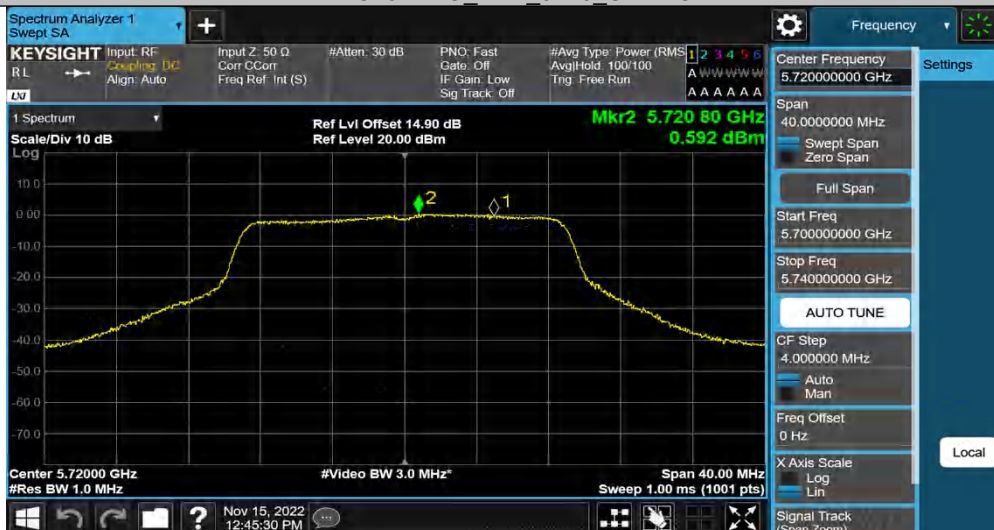 Spectrum Analyzer 1
Swept SA
Frequency
KEYSIGHT
RL
LXI
Input: RF
Coupling: DC
Align: Auto
Input Z: 50 Ω
Corr CCorr
Freq Ref: Int (S)
#Atten: 30 dB
PNO: Fast
Gate: Off
IF Gain: Low
Sig Track: Off
#Avg Type: Power (RMS
Avg|Hold: 100/100
Trig: Free Run
1 2 3 4 5 6
A W W W W W
A A A A A A
1 Spectrum
Scale/Div 10 dB
Log
Ref Lvl Offset 14.90 dB
Ref Level 20.00 dBm
Mkr2 5.720 80 GHz
0.592 dBm
10.0
0.00
-10.0
-20.0
-30.0
-40.0
-50.0
-60.0
-70.0
2
1
Center 5.72000 GHz
#Res BW 1.0 MHz
#Video BW 3.0 MHz*
Span 40.00 MHz
Sweep 1.00 ms (1001 pts)
Nov 15, 2022
12:45:30 PM
Center Frequency
5.720000000 GHz
Span
40.0000000 MHz
Swept Span
Zero Span
Full Span
Start Freq
5.700000000 GHz
Stop Freq
5.740000000 GHz
AUTO TUNE
CF Step
4.000000 MHz
Auto
Man
Freq Offset
0 Hz
X Axis Scale
Log
Lin
Signal Track
(Span Zoom)
Settings
Local